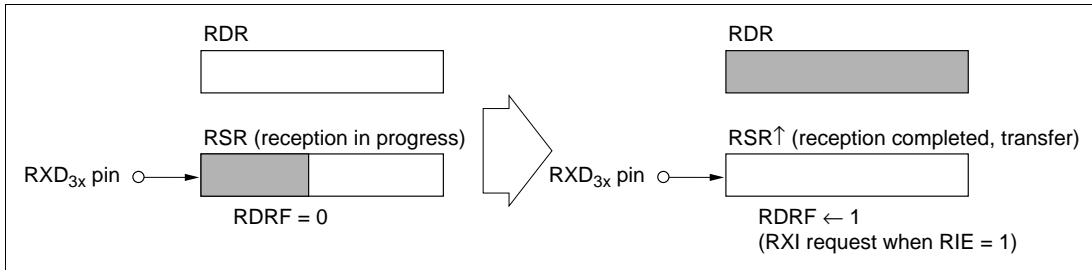 RDR
RSR (reception in progress)
RXD3x pin
RDRF = 0
RDR
RSR↑ (reception completed, transfer)
RXD3x pin
RDRF ← 1
(RXI request when RIE = 1)